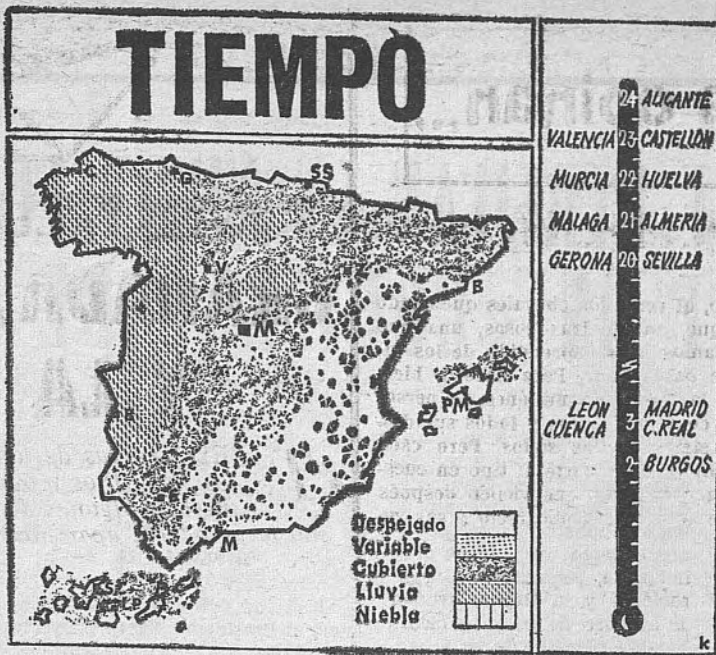 TIEMPO
C
G
SS
V
Z
B
M
PM
B
S
M
Despejado
Variable
Cubierto
Lluvia
Niebla
24 ALICANTE
VALENCIA 23 CASTELLON
MURCIA 22 HUELVA
MALAGA 21 ALMERIA
GERONA 20 SEVILLA
LEON MADRID
CUENCA 3 C.REAL
2 BURGOS
k